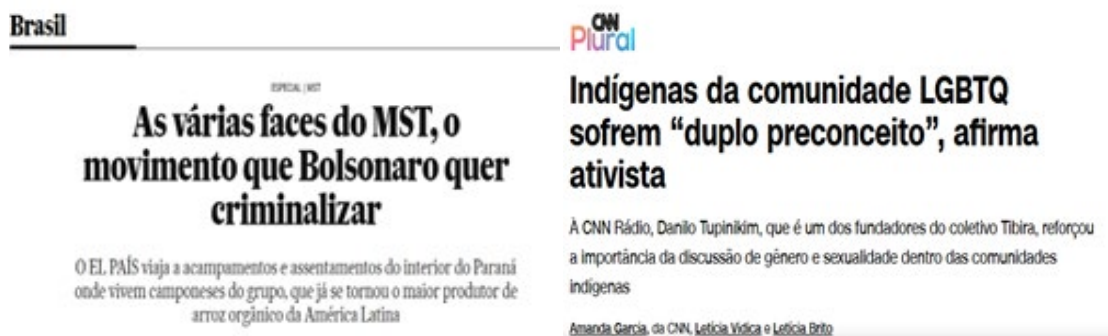 Brasil
ESPECIAL | MST
As várias faces do MST, o
movimento que Bolsonaro quer
criminalizar
O EL PAÍS viaja a acampamentos e assentamentos do interior do Paraná
onde vivem camponeses do grupo, que já se tornou o maior produtor de
arroz orgânico da América Latina
CNN
Plural
Indígenas da comunidade LGBTQ
sofrem “duplo preconceito”, afirma
ativista
À CNN Rádio, Danilo Tupinikim, que é um dos fundadores do coletivo Tibira, reforçou
a importância da discussão de gênero e sexualidade dentro das comunidades
indígenas
Amanda Garcia, da CNN, Letícia Vidica e Letícia Brito